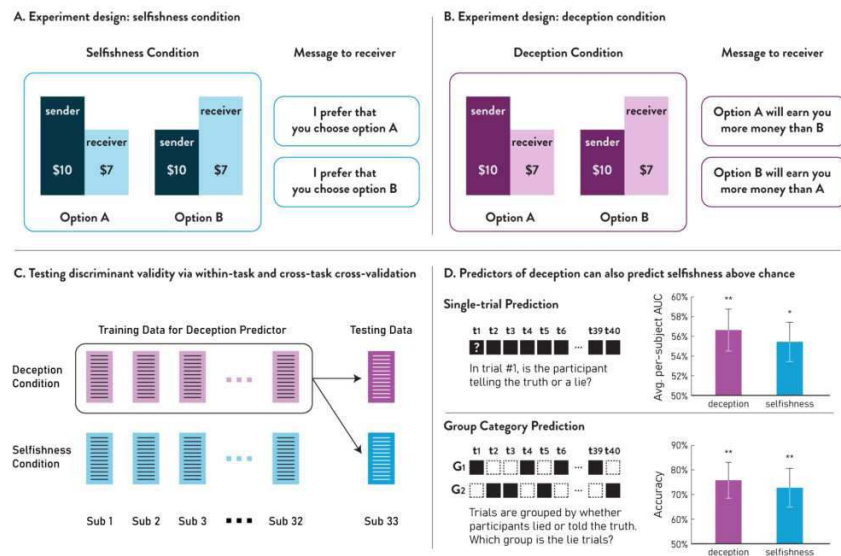 A. Experiment design: selfishness condition
Selfishness Condition
Message to receiver
sender
receiver
$10
$7
Option A
receiver
sender
$10
$7
Option B
I prefer that
you choose option A
I prefer that
you choose option B
B. Experiment design: deception condition
Deception Condition
Message to receiver
sender
receiver
$10
$7
Option A
receiver
sender
$10
$7
Option B
Option A will earn you
more money than B
Option B will earn you
more money than A
C. Testing discriminant validity via within-task and cross-task cross-validation
Training Data for Deception Predictor
Testing Data
Deception
Condition
Selfishness
Condition
Sub 1 Sub 2 Sub 3 ... Sub 32 Sub 33
D. Predictors of deception can also predict selfishness above chance
Single-trial Prediction
t1 t2 t3 t4 t5 t6 t39 t40
? ...
In trial #1, is the participant
telling the truth or a lie?
Avg. per-subject AUC
60%
58%
56%
54%
52%
50%
** *
deception selfishness
Group Category Prediction
t1 t2 t3 t4 t5 t6 t39 t40
G1 ...
G2 ...
Trials are grouped by whether
participants lied or told the truth.
Which group is the lie trials?
Accuracy
90%
80%
70%
60%
50%
** **
deception selfishness